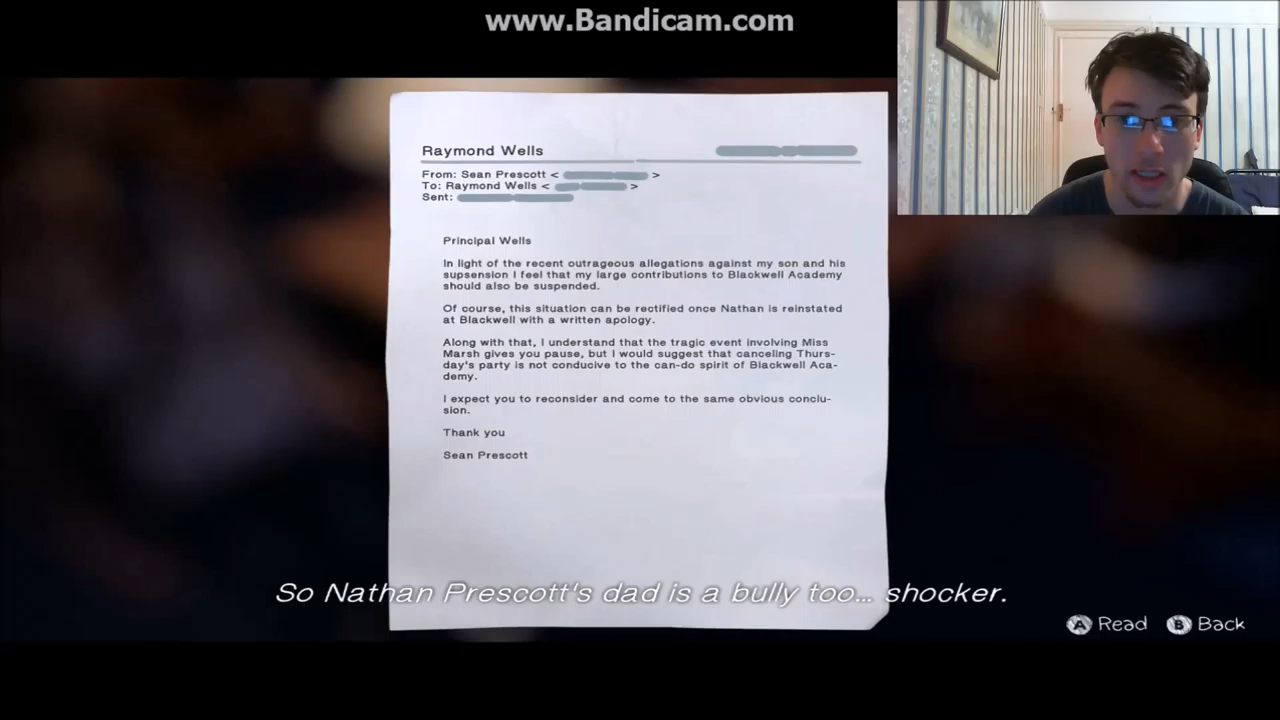 www.Bandicam.com
Raymond Wells
From: Sean Prescott < >
To: Raymond Wells < >
Sent:
Principal Wells
In light of the recent outrageous allegations against my son and his
supsension I feel that my large contributions to Blackwell Academy
should also be suspended.
Of course, this situation can be rectified once Nathan is reinstated
at Blackwell with a written apology.
Along with that, I understand that the tragic event involving Miss
Marsh gives you pause, but I would suggest that canceling Thurs-
day's party is not conducive to the can-do spirit of Blackwell Aca-
demy.
I expect you to reconsider and come to the same obvious conclu-
sion.
Thank you
Sean Prescott
So Nathan Prescott's dad is a bully too... shocker.
A Read B Back